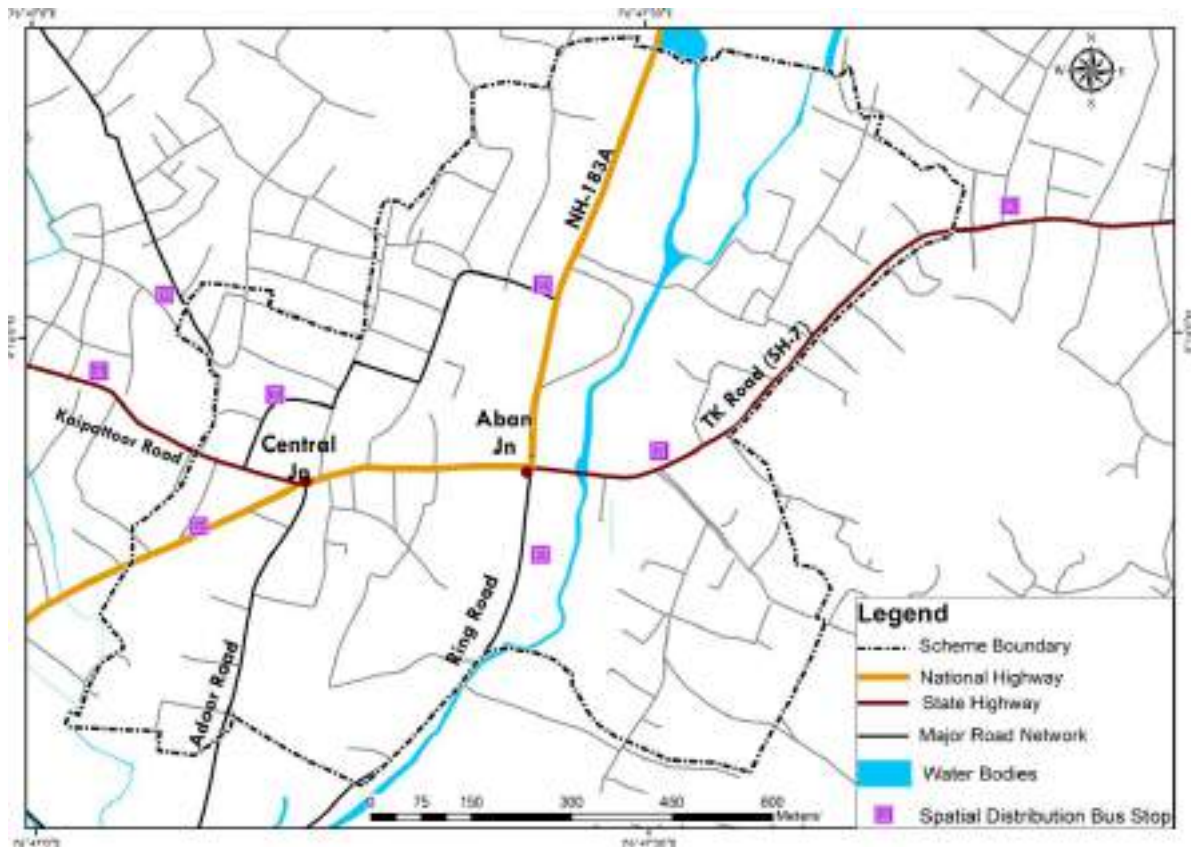 N
W
E
S
NH-183A
TK Road (SH-7)
Kaipattoor Road
Central
Jn
Aban
Jn
Ring Road
Adoor Road
Legend
Scheme Boundary
National Highway
State Highway
Major Road Network
Water Bodies
Spatial Distribution Bus Stop
0 75 150 300 450 600
Meters